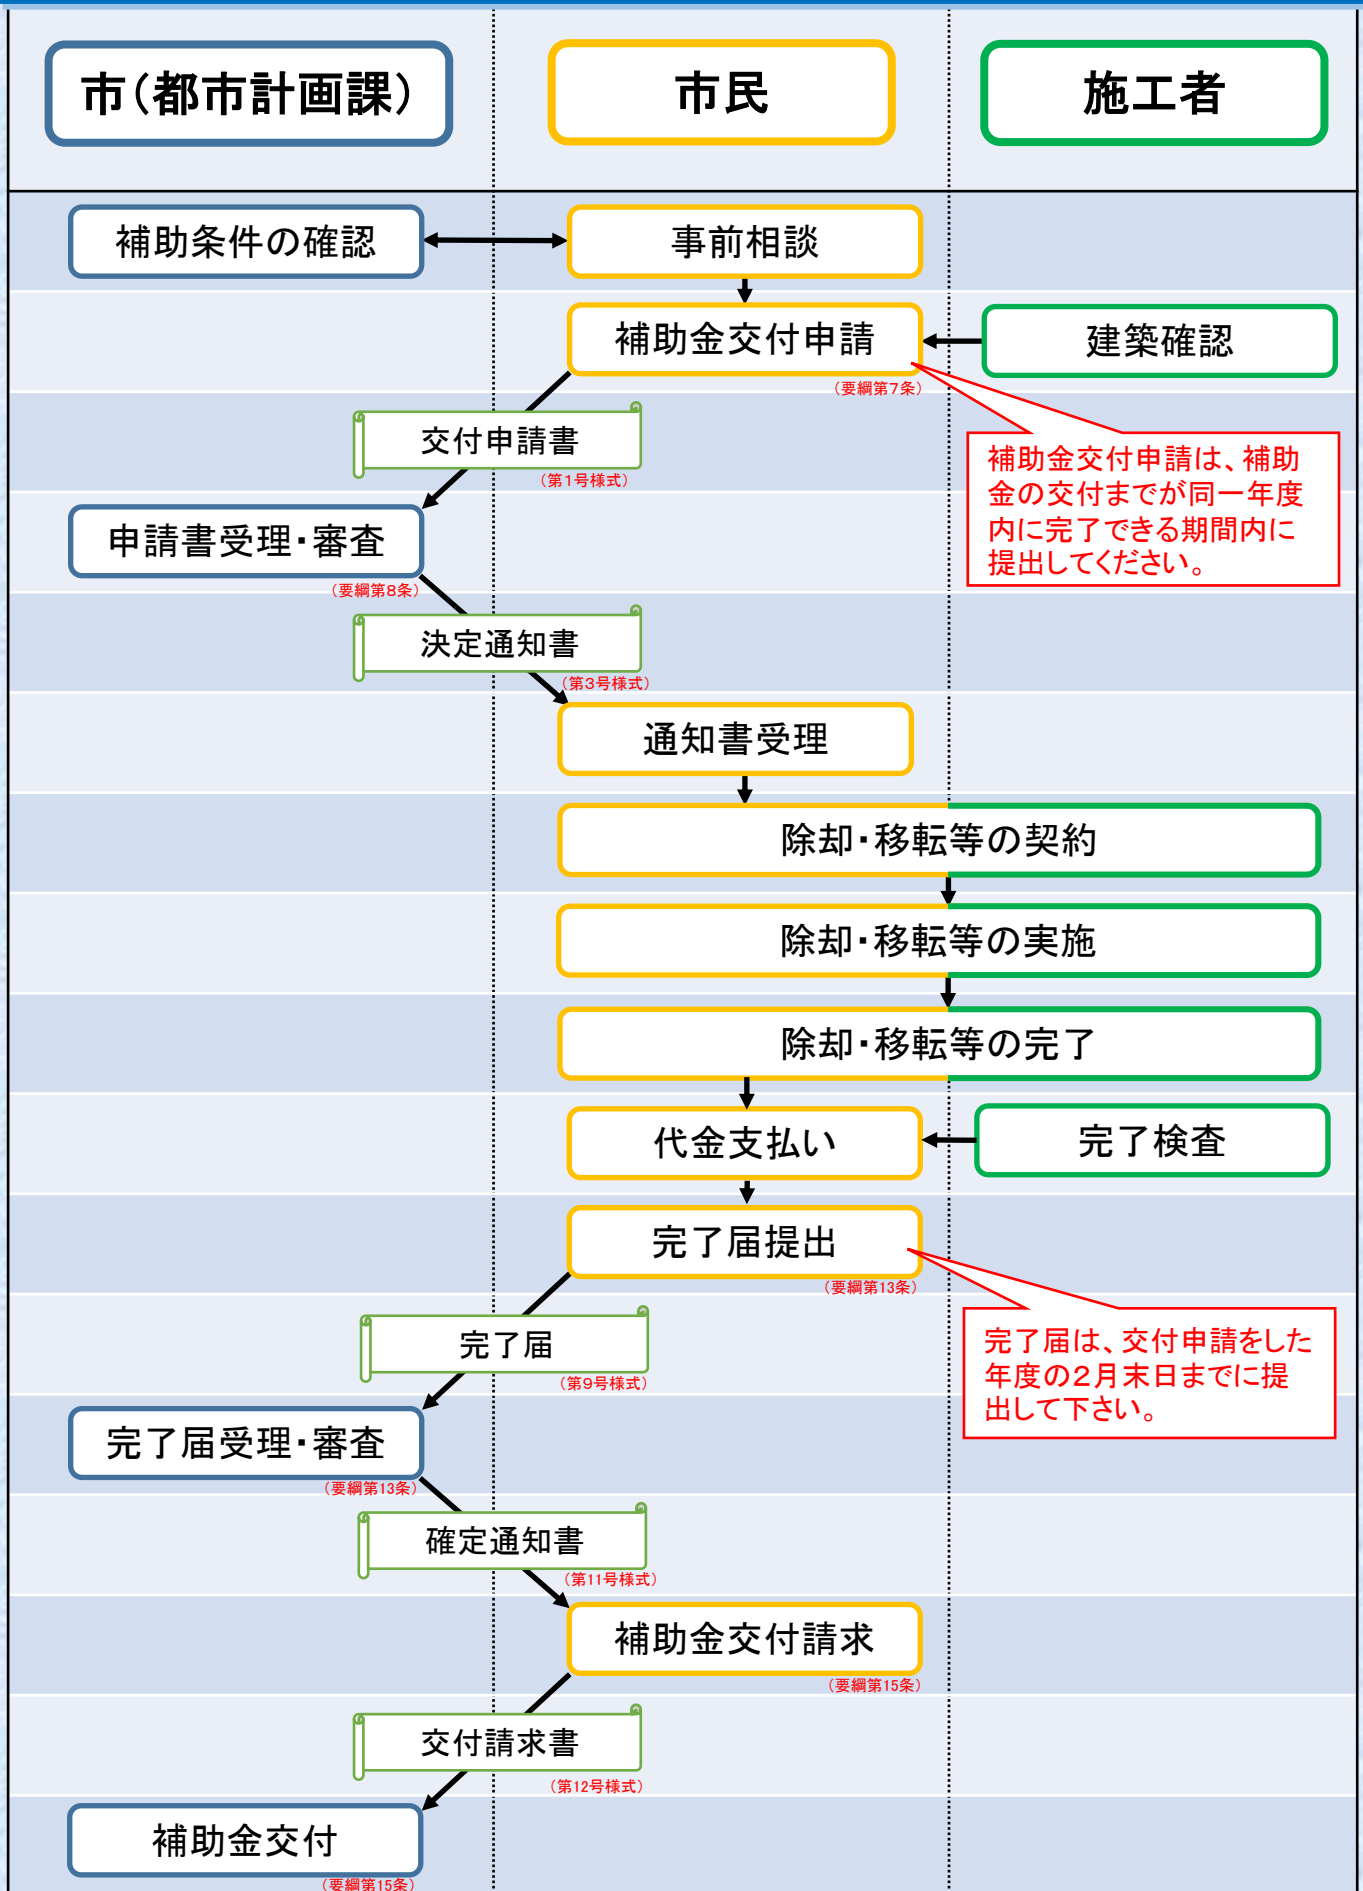 市（都市計画課）
市民
施工者
補助条件の確認
事前相談
補助金交付申請
建築確認
（要綱第７条）
交付申請書
（第１号様式）
補助金交付申請は、補助
金の交付までが同一年度
内に完了できる期間内に
提出してください。
申請書受理・審査
（要綱第８条）
決定通知書
（第３号様式）
通知書受理
除却・移転等の契約
除却・移転等の実施
除却・移転等の完了
代金支払い
完了検査
完了届提出
（要綱第13条）
完了届
（第９号様式）
完了届は、交付申請をした
年度の２月末日までに提
出して下さい。
完了届受理・審査
（要綱第13条）
確定通知書
（第11号様式）
補助金交付請求
（要綱第15条）
交付請求書
（第12号様式）
補助金交付
（要綱第15条）